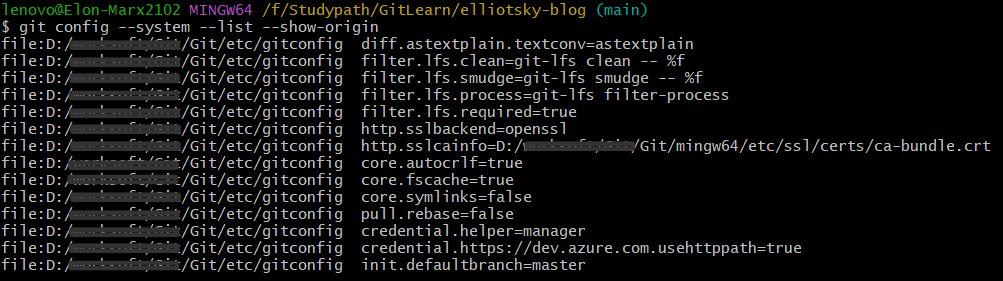 lenovo@Elon-Marx2102 MINGW64 /f/Studypath/GitLearn/elliotsky-blog (main)
$ git config --system --list --show-origin
file:D:/ /Git/etc/gitconfig diff.astextplain.textconv=astextplain
file:D:/ /Git/etc/gitconfig filter.lfs.clean=git-lfs clean -- %f
file:D:/ /Git/etc/gitconfig filter.lfs.smudge=git-lfs smudge -- %f
file:D:/ /Git/etc/gitconfig filter.lfs.process=git-lfs filter-process
file:D:/ /Git/etc/gitconfig filter.lfs.required=true
file:D:/ /Git/etc/gitconfig http.sslbackend=openssl
file:D:/ /Git/etc/gitconfig http.sslcainfo=D:/ /Git/mingw64/etc/ssl/certs/ca-bundle.crt
file:D:/ /Git/etc/gitconfig core.autocrlf=true
file:D:/ /Git/etc/gitconfig core.fscache=true
file:D:/ /Git/etc/gitconfig core.symlinks=false
file:D:/ /Git/etc/gitconfig pull.rebase=false
file:D:/ /Git/etc/gitconfig credential.helper=manager
file:D:/ /Git/etc/gitconfig credential.https://dev.azure.com.usehttppath=true
file:D:/ /Git/etc/gitconfig init.defaultbranch=master